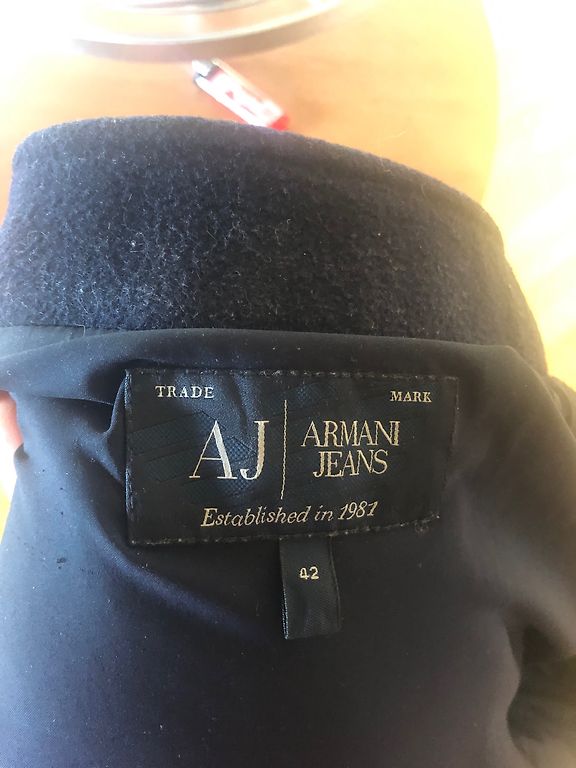 TRADE MARK
AJ
ARMANI
JEANS
Established in 1981
42